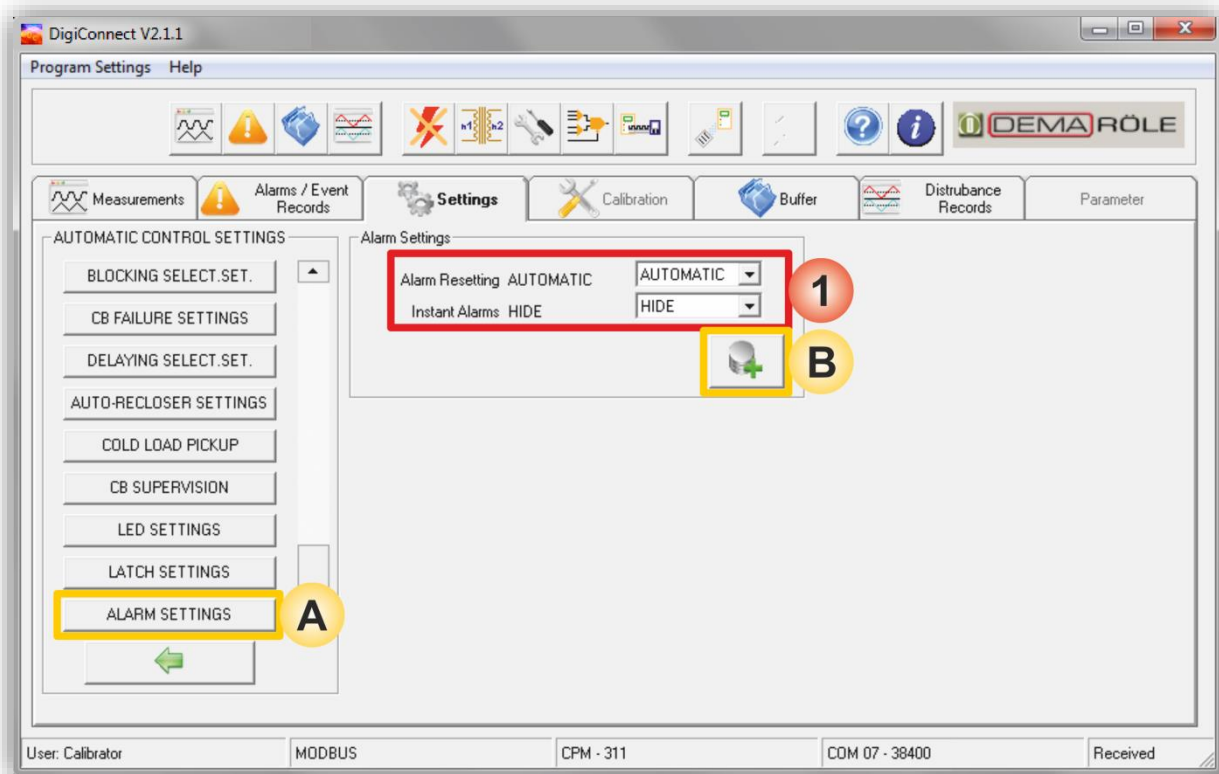 DigiConnect V2.1.1
Program Settings Help
n1 n2
DEMA RÖLE
Measurements
Alarms / Event
Records
Settings
Calibration
Buffer
Distrubance
Records
Parameter
AUTOMATIC CONTROL SETTINGS
BLOCKING SELECT.SET.
CB FAILURE SETTINGS
DELAYING SELECT.SET.
AUTO-RECLOSER SETTINGS
COLD LOAD PICKUP
CB SUPERVISION
LED SETTINGS
LATCH SETTINGS
ALARM SETTINGS
A
Alarm Settings
Alarm Resetting AUTOMATIC AUTOMATIC
Instant Alarms HIDE HIDE
1
B
User: Calibrator MODBUS CPM - 311 COM 07 - 38400 Received